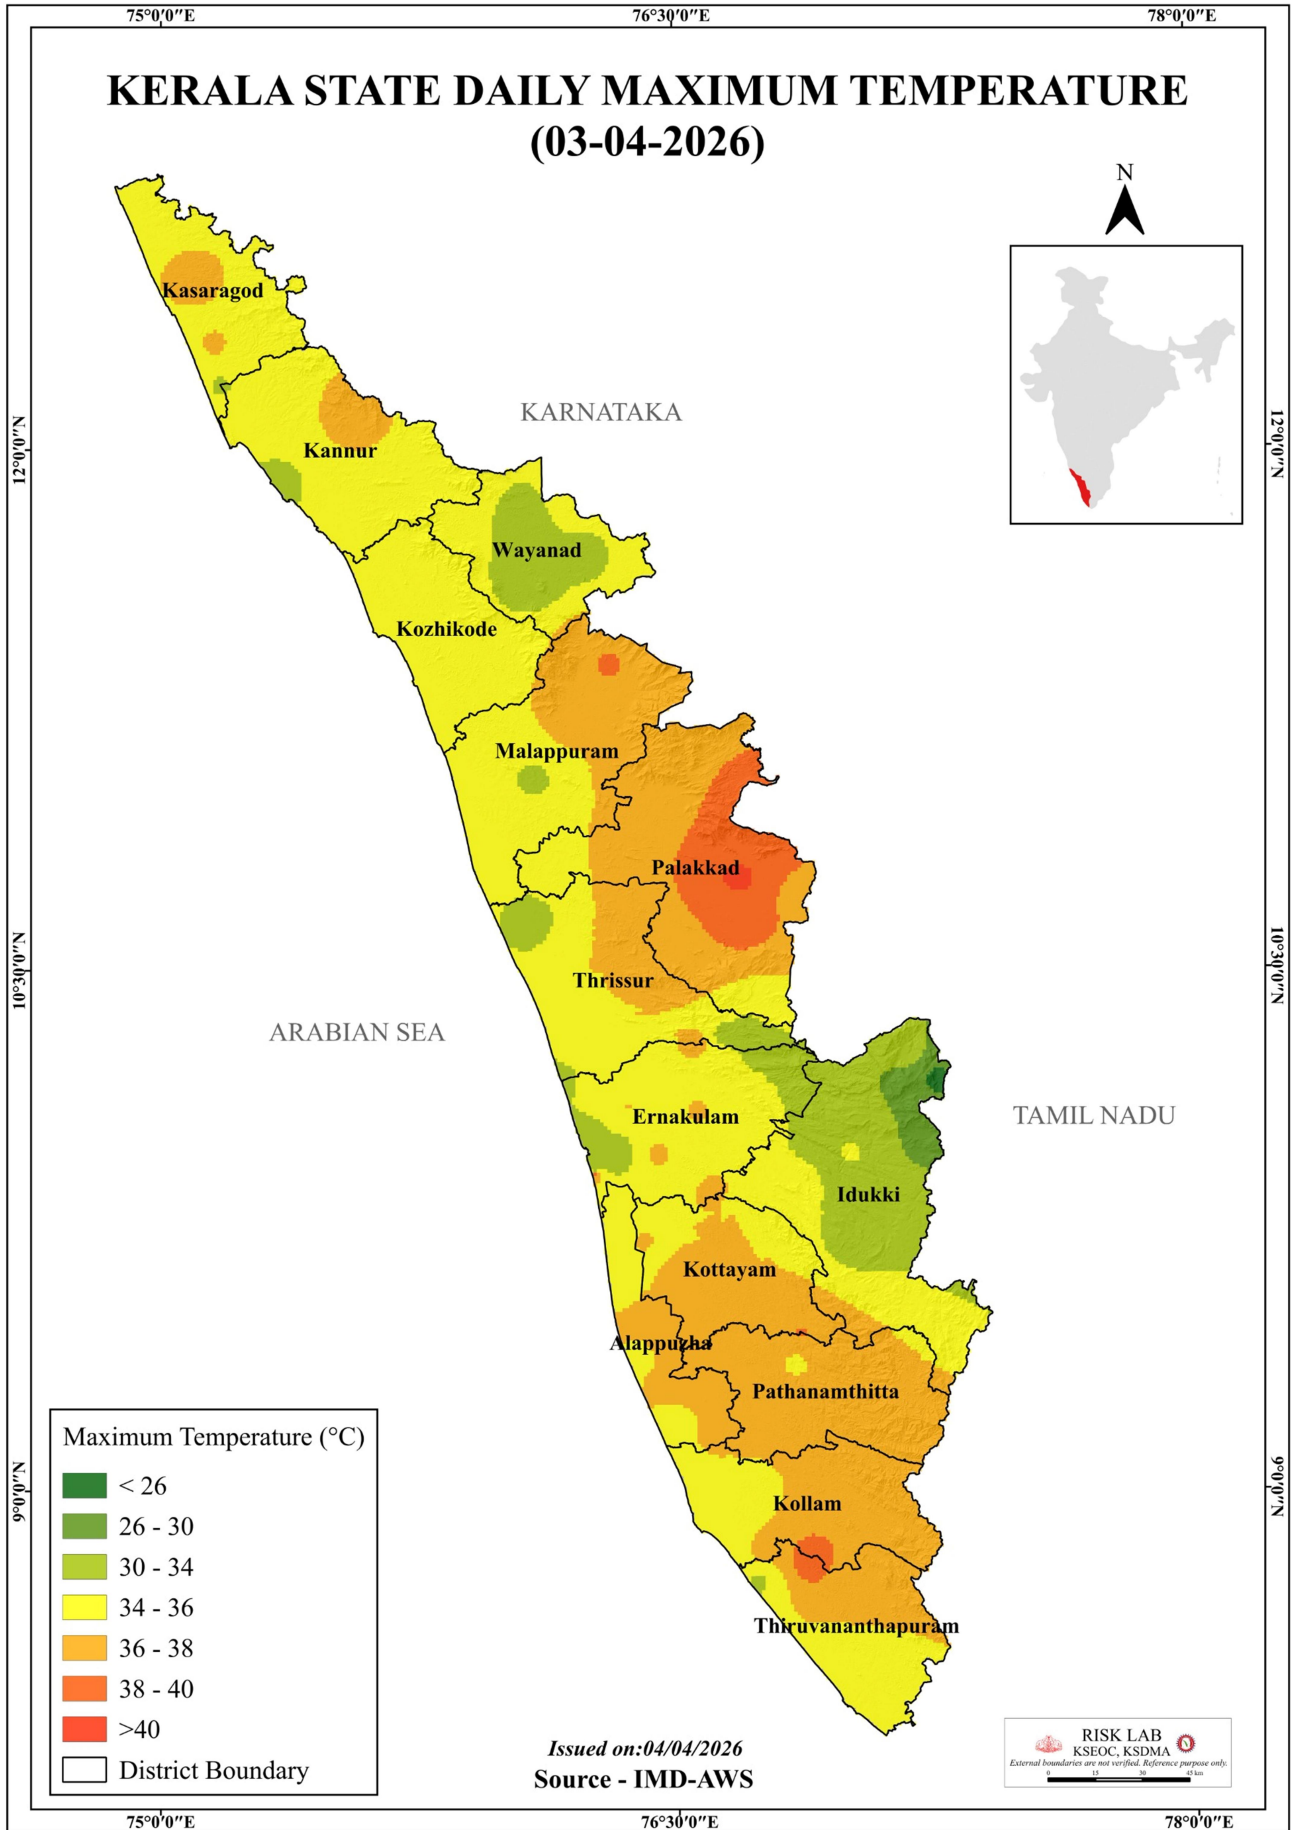 75°0'0"E 76°30'0"E 78°0'0"E
KERALA STATE DAILY MAXIMUM TEMPERATURE
(03-04-2026)
N
Kasaragod
KARNATAKA
12°0'0"N 12°0'0"N
Kannur
Wayanad
Kozhikode
Malappuram
Palakkad
10°30'0"N 10°30'0"N
Thrissur
ARABIAN SEA
Ernakulam
TAMIL NADU
Idukki
Kottayam
Alappuzha
Pathanamthitta
Kollam
Thiruvananthapuram
9°0'0"N 9°0'0"N
Maximum Temperature (°C)
< 26
26 - 30
30 - 34
34 - 36
36 - 38
38 - 40
>40
District Boundary
Issued on:04/04/2026
Source - IMD-AWS
RISK LAB
KSEOC, KSDMA
External boundaries are not verified. Reference purpose only.
0 15 30 45 km
75°0'0"E 76°30'0"E 78°0'0"E